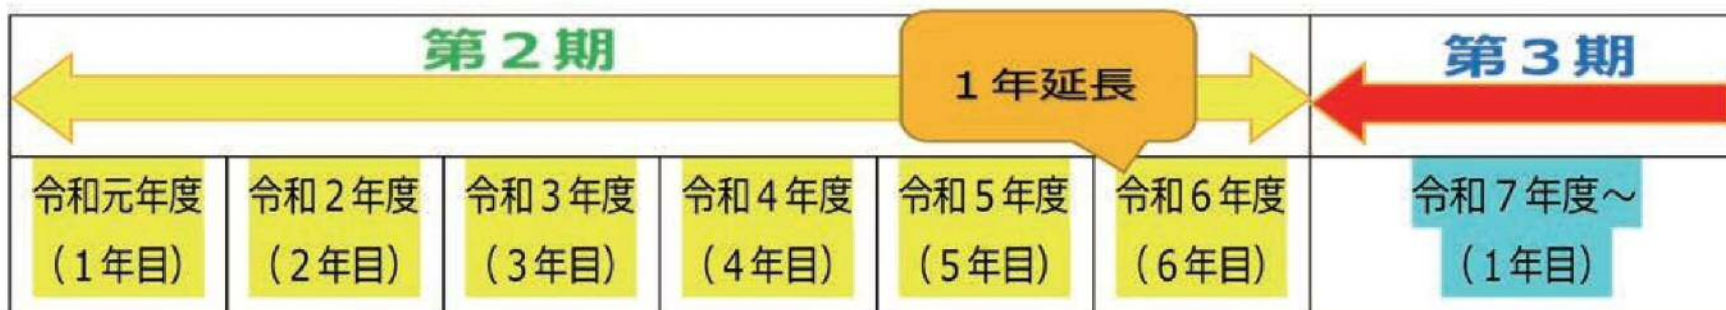 第２期
１年延長
第３期
令和元年度
（１年目）
令和２年度
（２年目）
令和３年度
（３年目）
令和４年度
（４年目）
令和５年度
（５年目）
令和６年度
（６年目）
令和７年度～
（１年目）